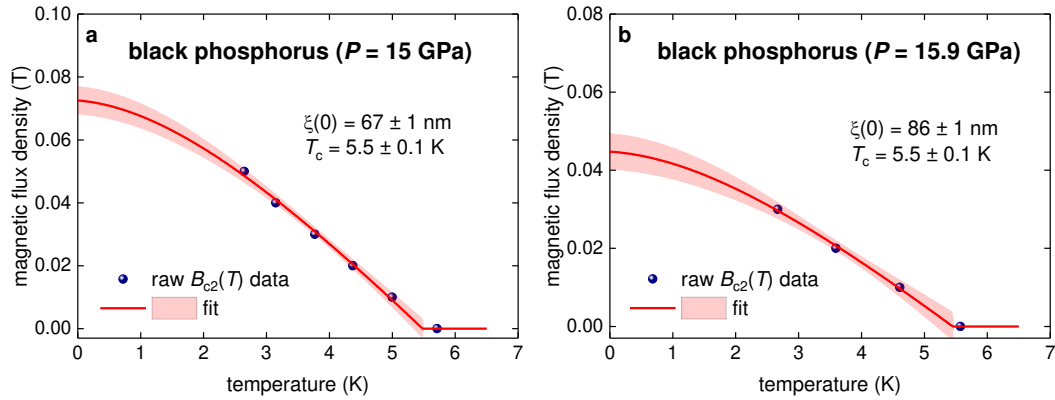 a
black phosphorus (P = 15 GPa)
magnetic flux density (T)
0.10
0.08
0.06
0.04
0.02
0.00
ξ(0) = 67 ± 1 nm
Tc = 5.5 ± 0.1 K
raw Bc2(T) data
fit
0 1 2 3 4 5 6 7
temperature (K)
b
black phosphorus (P = 15.9 GPa)
magnetic flux density (T)
0.08
0.06
0.04
0.02
0.00
ξ(0) = 86 ± 1 nm
Tc = 5.5 ± 0.1 K
raw Bc2(T) data
fit
0 1 2 3 4 5 6 7
temperature (K)